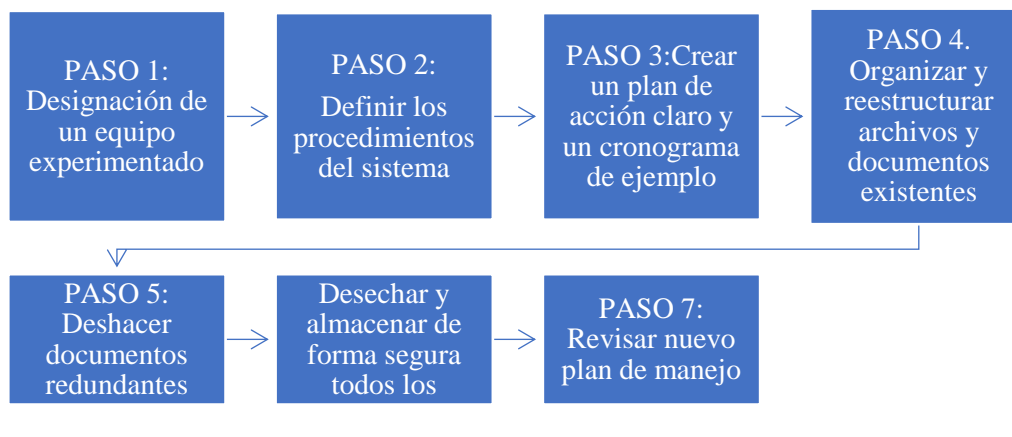 PASO 1:
Designación de
un equipo
experimentado
PASO 2:
Definir los
procedimientos
del sistema
PASO 3:Crear
un plan de
acción claro y
un cronograma
de ejemplo
PASO 4.
Organizar y
reestructurar
archivos y
documentos
existentes
PASO 5:
Deshacer
documentos
redundantes
Desechar y
almacenar de
forma segura
todos los
PASO 7:
Revisar nuevo
plan de manejo